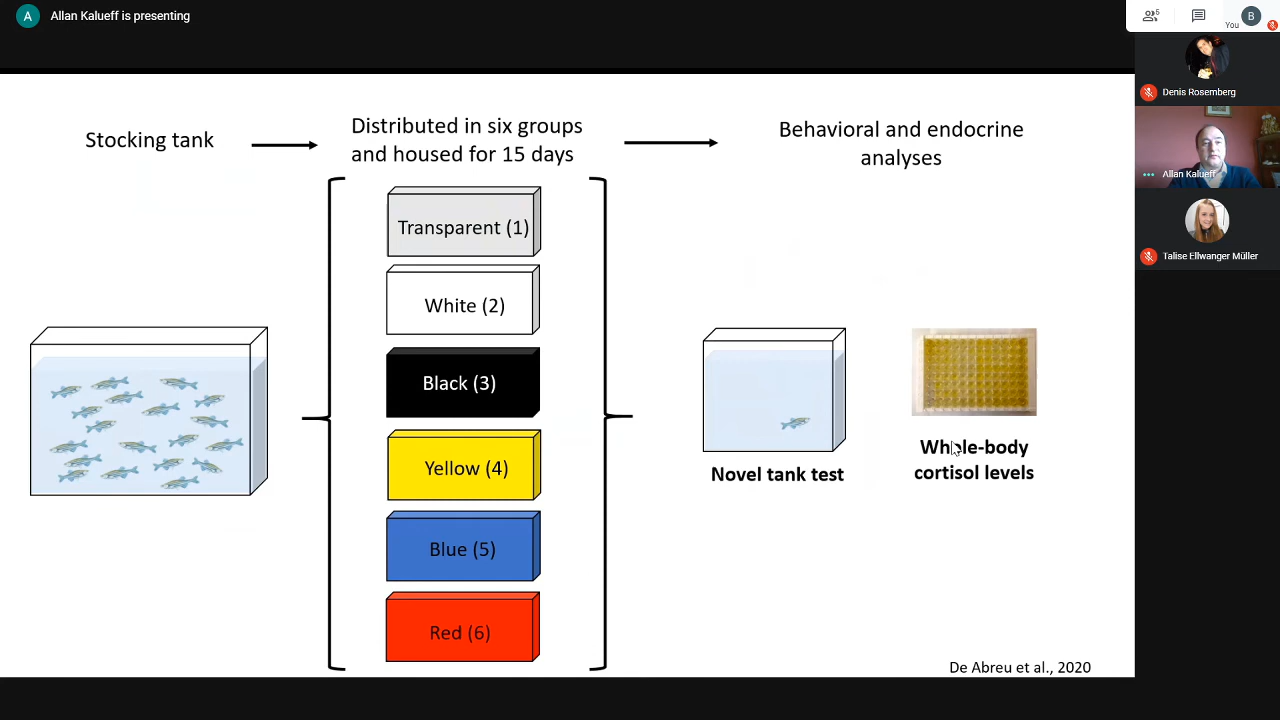 A
Allan Kalueff is presenting
5
B
You
Denis Rosemberg
Allan Kalueff
Talise Ellwanger Müller
Stocking tank
Distributed in six groups
and housed for 15 days
Behavioral and endocrine
analyses
Transparent (1)
White (2)
Black (3)
Yellow (4)
Blue (5)
Red (6)
Novel tank test
Whole-body
cortisol levels
De Abreu et al., 2020